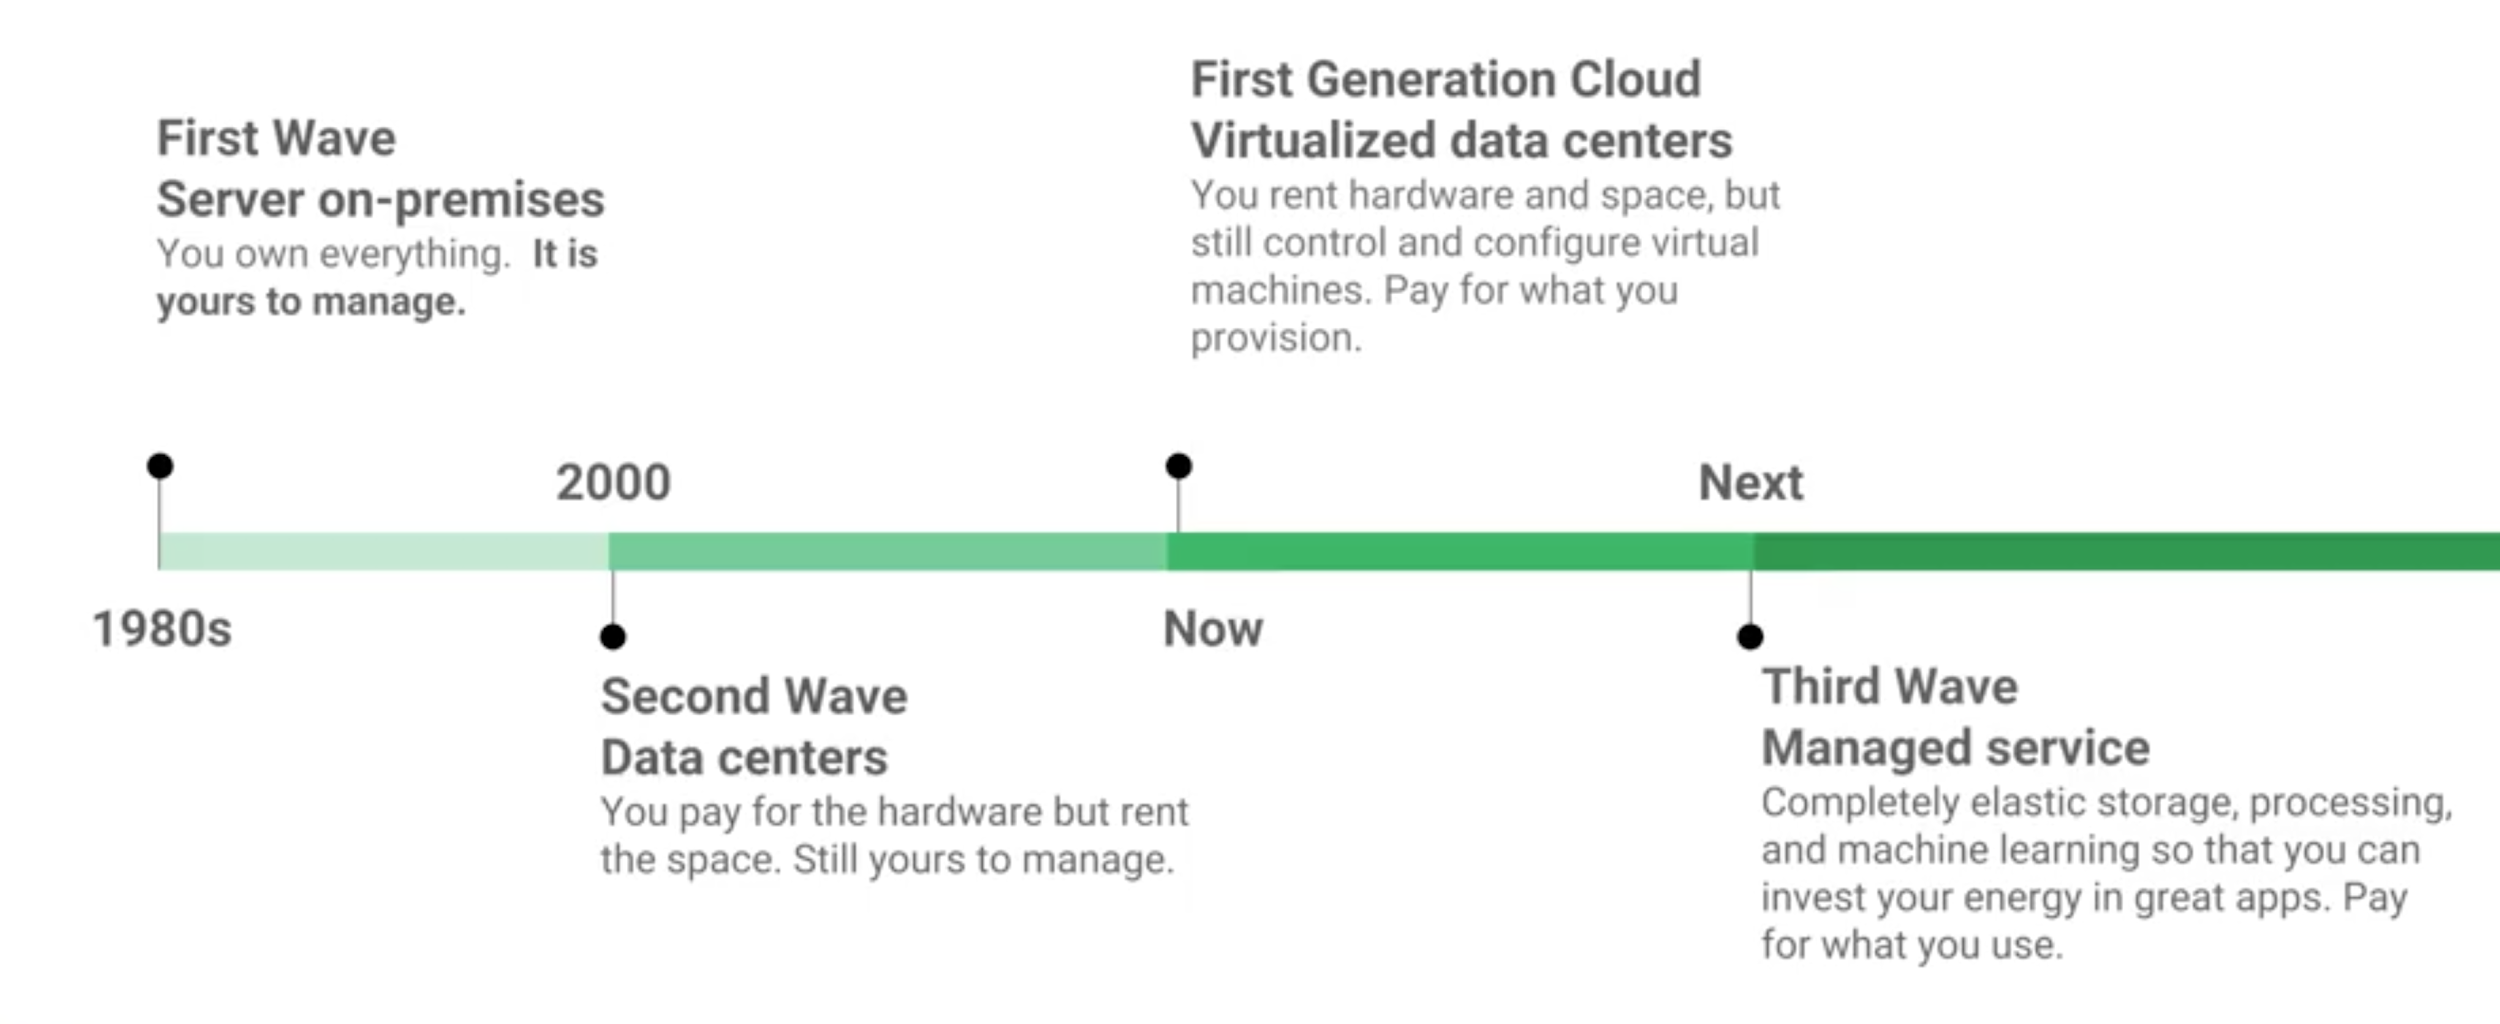 First Wave
Server on-premises
You own everything. It is
yours to manage.
First Generation Cloud
Virtualized data centers
You rent hardware and space, but
still control and configure virtual
machines. Pay for what you
provision.
2000
Next
1980s
Now
Second Wave
Data centers
You pay for the hardware but rent
the space. Still yours to manage.
Third Wave
Managed service
Completely elastic storage, processing,
and machine learning so that you can
invest your energy in great apps. Pay
for what you use.